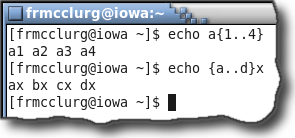 frmcclurg@iowa:~
[frmcclurg@iowa ~]$ echo a{1..4}
a1 a2 a3 a4
[frmcclurg@iowa ~]$ echo {a..d}x
ax bx cx dx
[frmcclurg@iowa ~]$